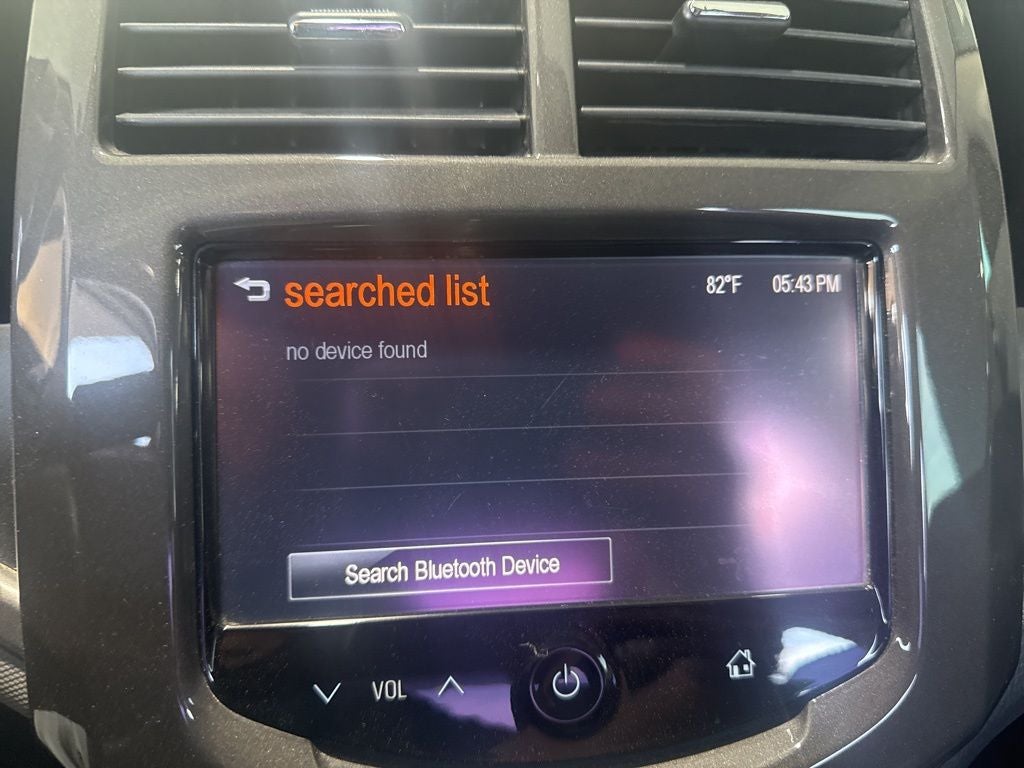 searched list 82°F 05:43 PM
no device found
Search Bluetooth Device
VOL